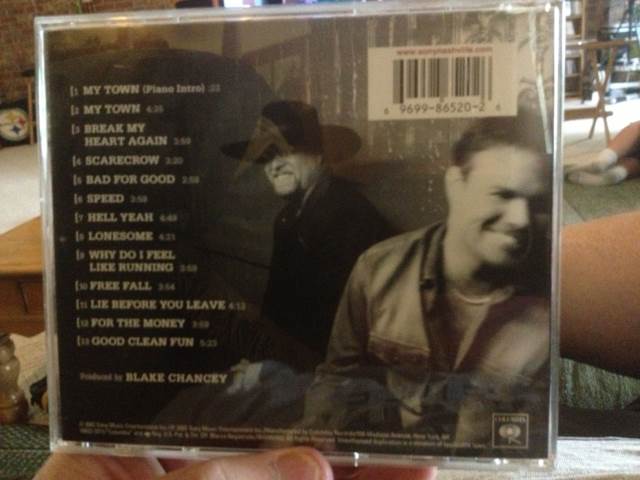 www.sonynashville.com
6 9699-86520-2 6
[1 MY TOWN (Piano Intro) :22
[2 MY TOWN 4:25
[3 BREAK MY
HEART AGAIN 3:59
[4 SCARECROW 3:20
[5 BAD FOR GOOD 2:58
[6 SPEED 3:58
[7 HELL YEAH 4:49
[8 LONESOME 4:21
[9 WHY DO I FEEL
LIKE RUNNING 3:59
[10 FREE FALL 3:54
[11 LIE BEFORE YOU LEAVE 4:13
[12 FOR THE MONEY 3:59
[13 GOOD CLEAN FUN 5:23
Produced by BLAKE CHANCEY
COLUMBIA